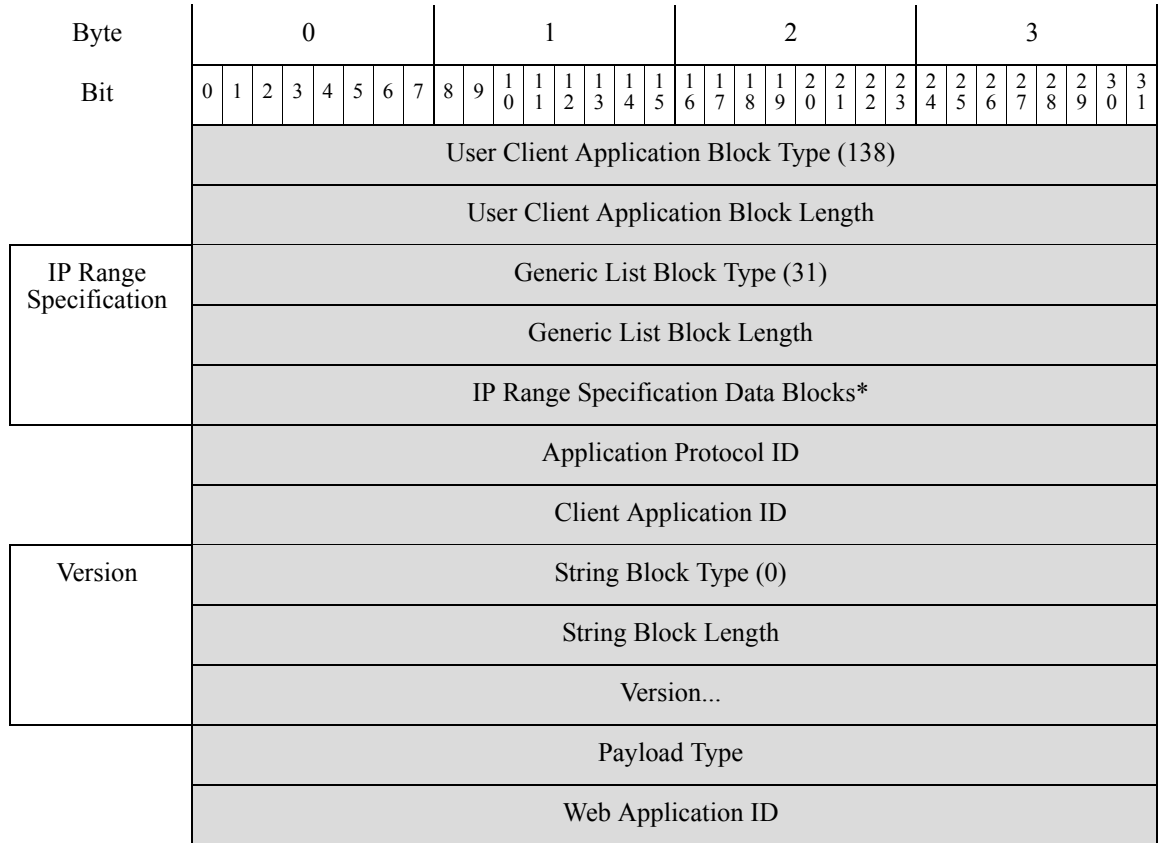 Byte 0 1 2 3
Bit 0 1 2 3 4 5 6 7 8 9 10 11 12 13 14 15 16 17 18 19 20 21 22 23 24 25 26 27 28 29 30 31
User Client Application Block Type (138)
User Client Application Block Length
IP Range
Specification
Generic List Block Type (31)
Generic List Block Length
IP Range Specification Data Blocks*
Application Protocol ID
Client Application ID
Version
String Block Type (0)
String Block Length
Version...
Payload Type
Web Application ID